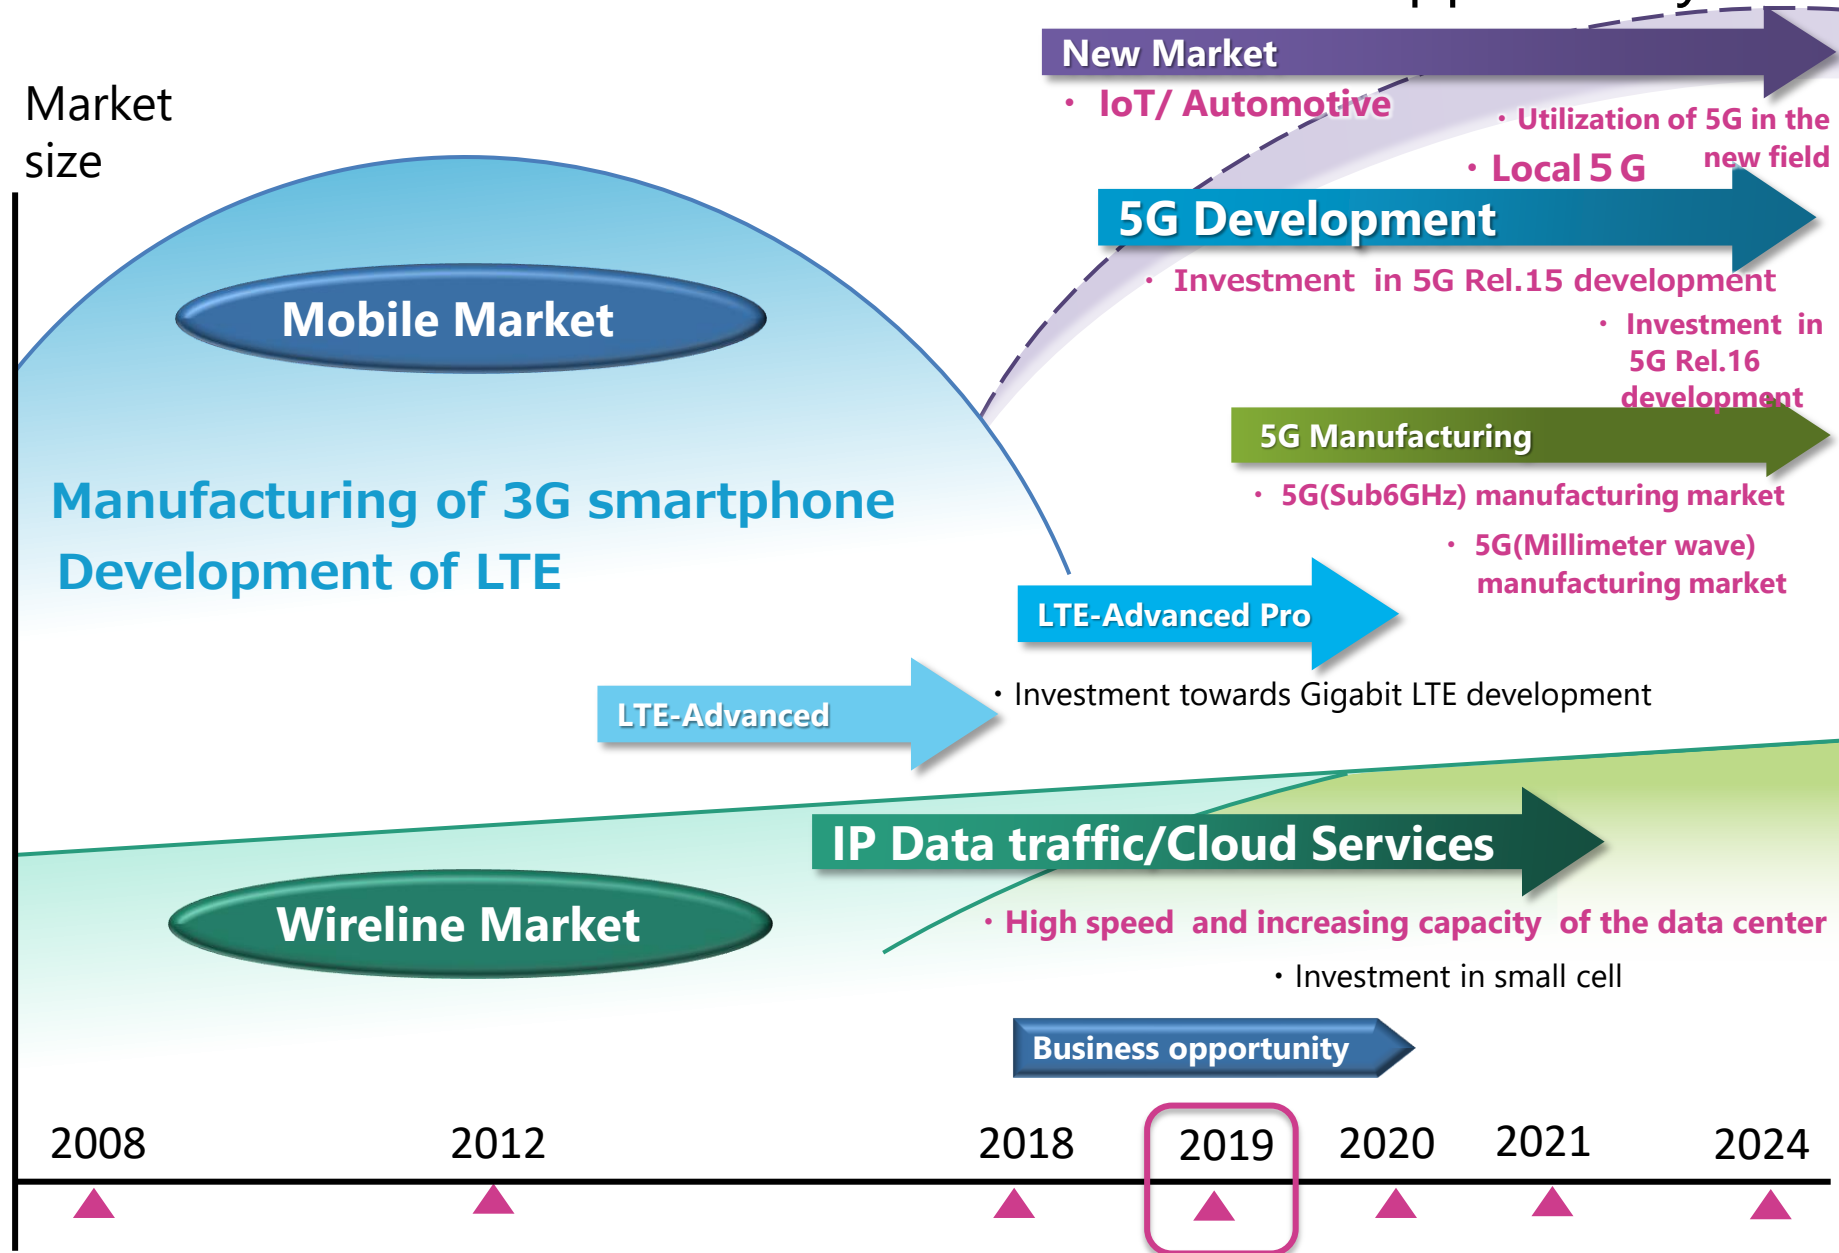 New Market
Market
size
・ IoT/ Automotive
・Utilization of 5G in the
new field
・Local 5 G
5G Development
・ Investment in 5G Rel.15 development
Mobile Market
・ Investment in
5G Rel.16
development
5G Manufacturing
・ 5G(Sub6GHz) manufacturing market
Manufacturing of 3G smartphone
Development of LTE
・ 5G(Millimeter wave)
manufacturing market
LTE-Advanced Pro
・Investment towards Gigabit LTE development
LTE-Advanced
IP Data traffic/Cloud Services
Wireline Market
・High speed and increasing capacity of the data center
・Investment in small cell
Business opportunity
2008 2012 2018 2019 2020 2021 2024